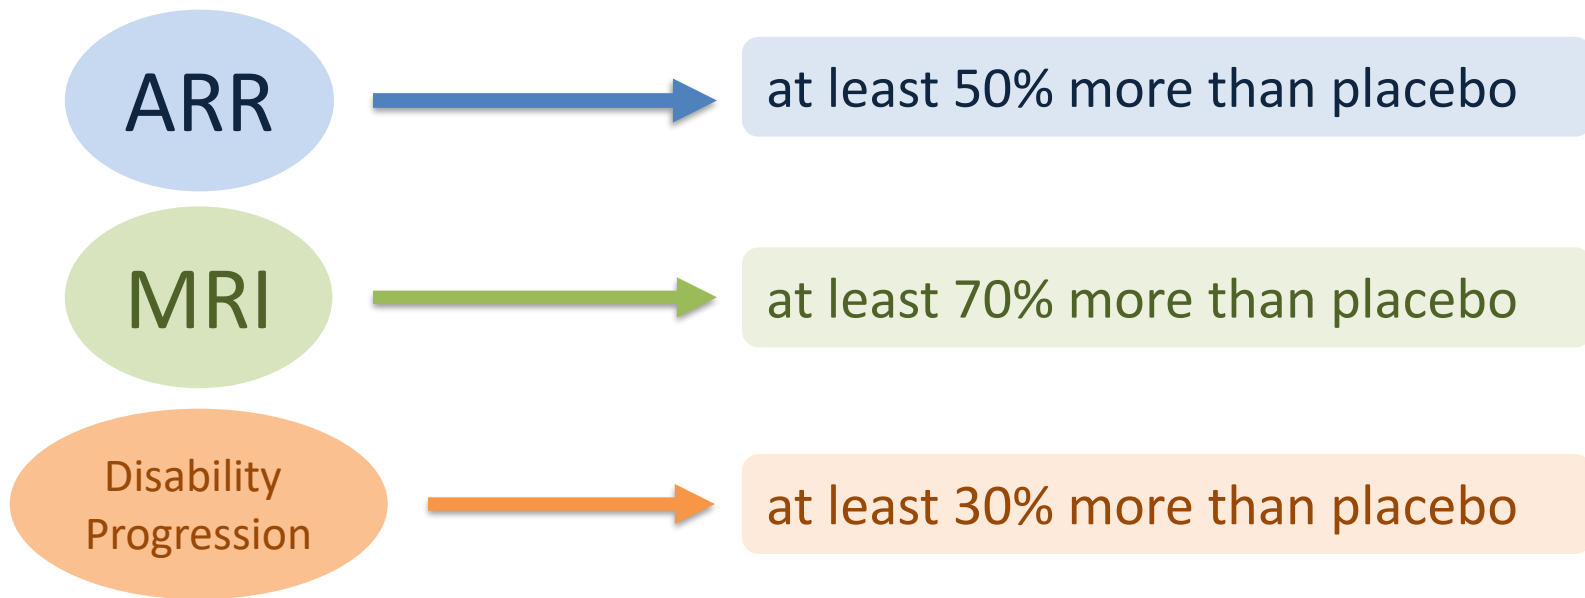 ARR
at least 50% more than placebo
MRI
at least 70% more than placebo
Disability
Progression
at least 30% more than placebo